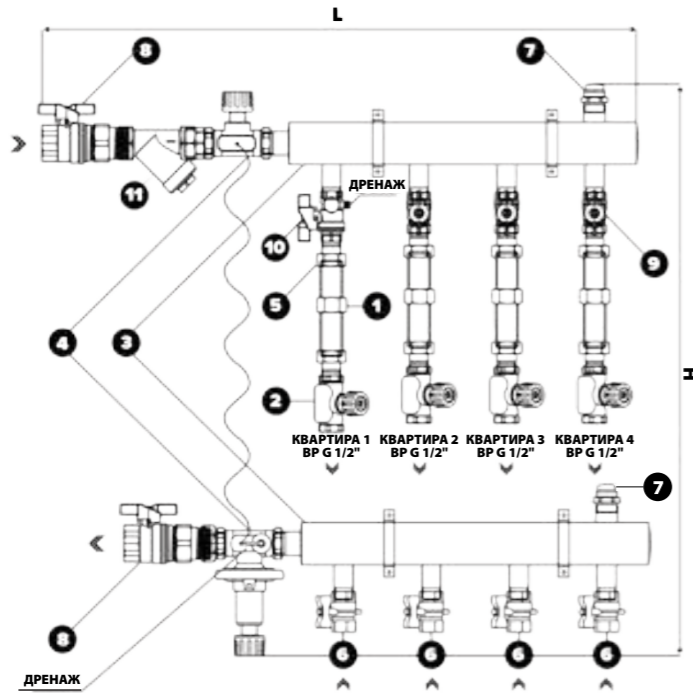 L
8
7
11
ДРЕНАЖ
10
9
5
1
4
3
H
2
КВАРТИРА 1
ВР G 1/2"
КВАРТИРА 2
ВР G 1/2"
КВАРТИРА 3
ВР G 1/2"
КВАРТИРА 4
ВР G 1/2"
7
8
6
6
6
6
ДРЕНАЖ